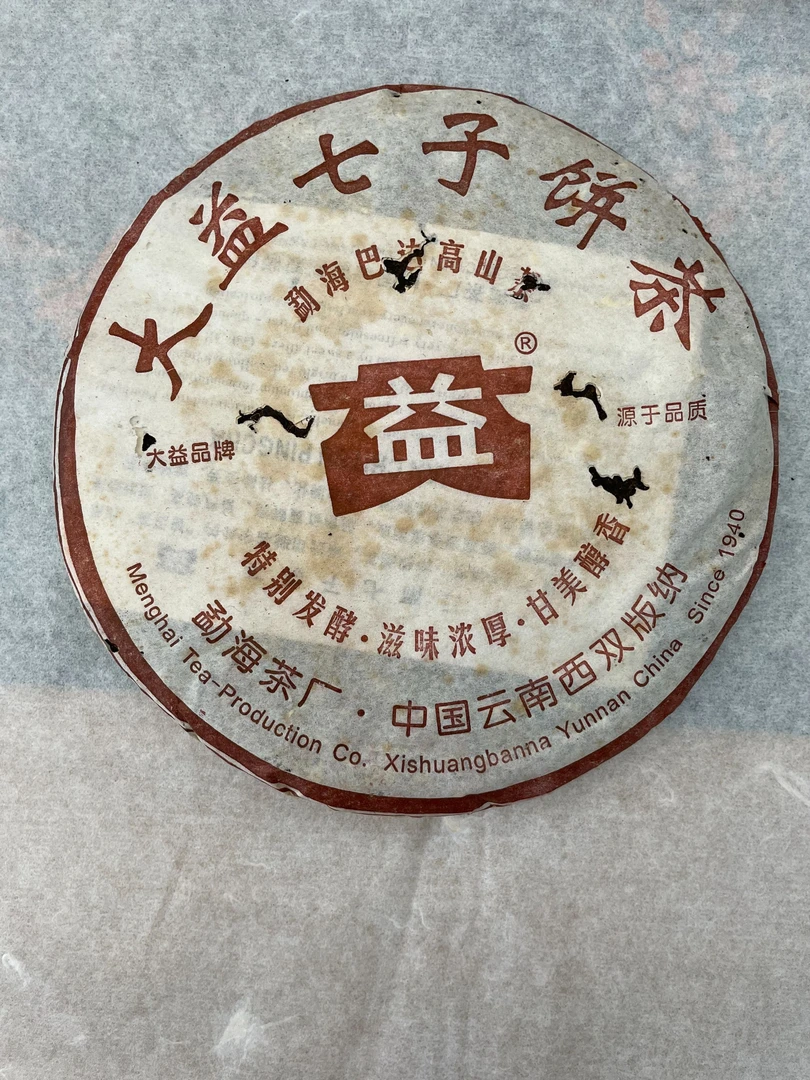 大益七子饼茶
勐海巴达高山茶
®
益
大益品牌
源于品质
特别发酵·滋味浓厚·甘美醇香
勐海茶厂·中国云南西双版纳
Menghai Tea-Production Co. Xishuangbanna Yunnan China Since 1940